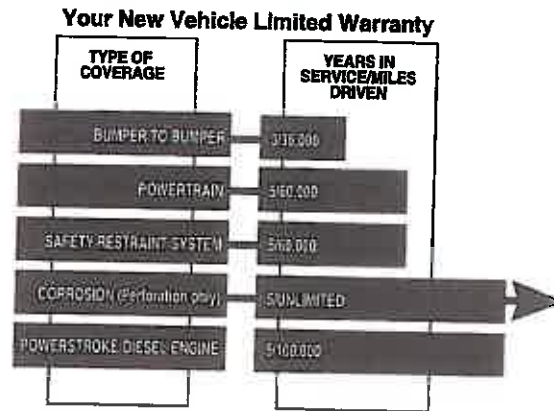 Your New Vehicle Limited Warranty
TYPE OF
COVERAGE
YEARS IN
SERVICE/MILES
DRIVEN
BUMPER TO BUMPER
3/36,000
POWERTRAIN
5/60,000
SAFETY RESTRAINT SYSTEM
5/60,000
CORROSION (Perforation only)
5/UNLIMITED
POWERSTROKE DIESEL ENGINE
5/100,000